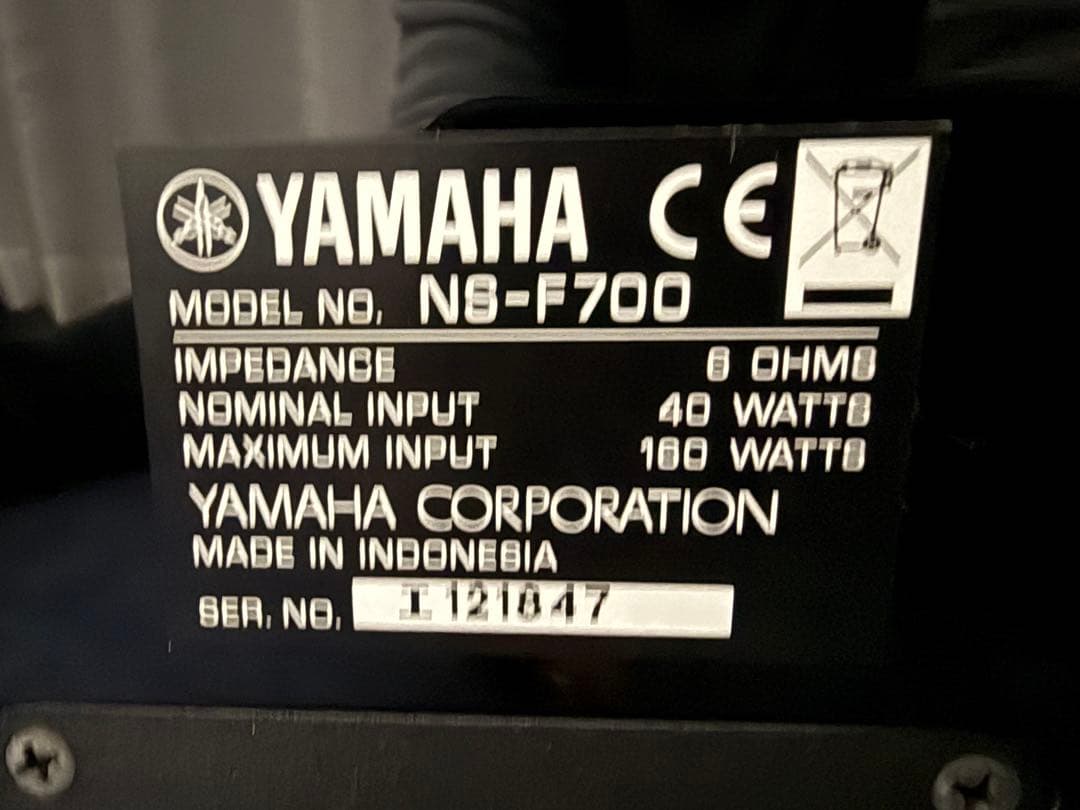 YAMAHA CE
MODEL NO. NS-F700
IMPEDANCE 6 OHMS
NOMINAL INPUT 40 WATTS
MAXIMUM INPUT 160 WATTS
YAMAHA CORPORATION
MADE IN INDONESIA
SER. NO. I